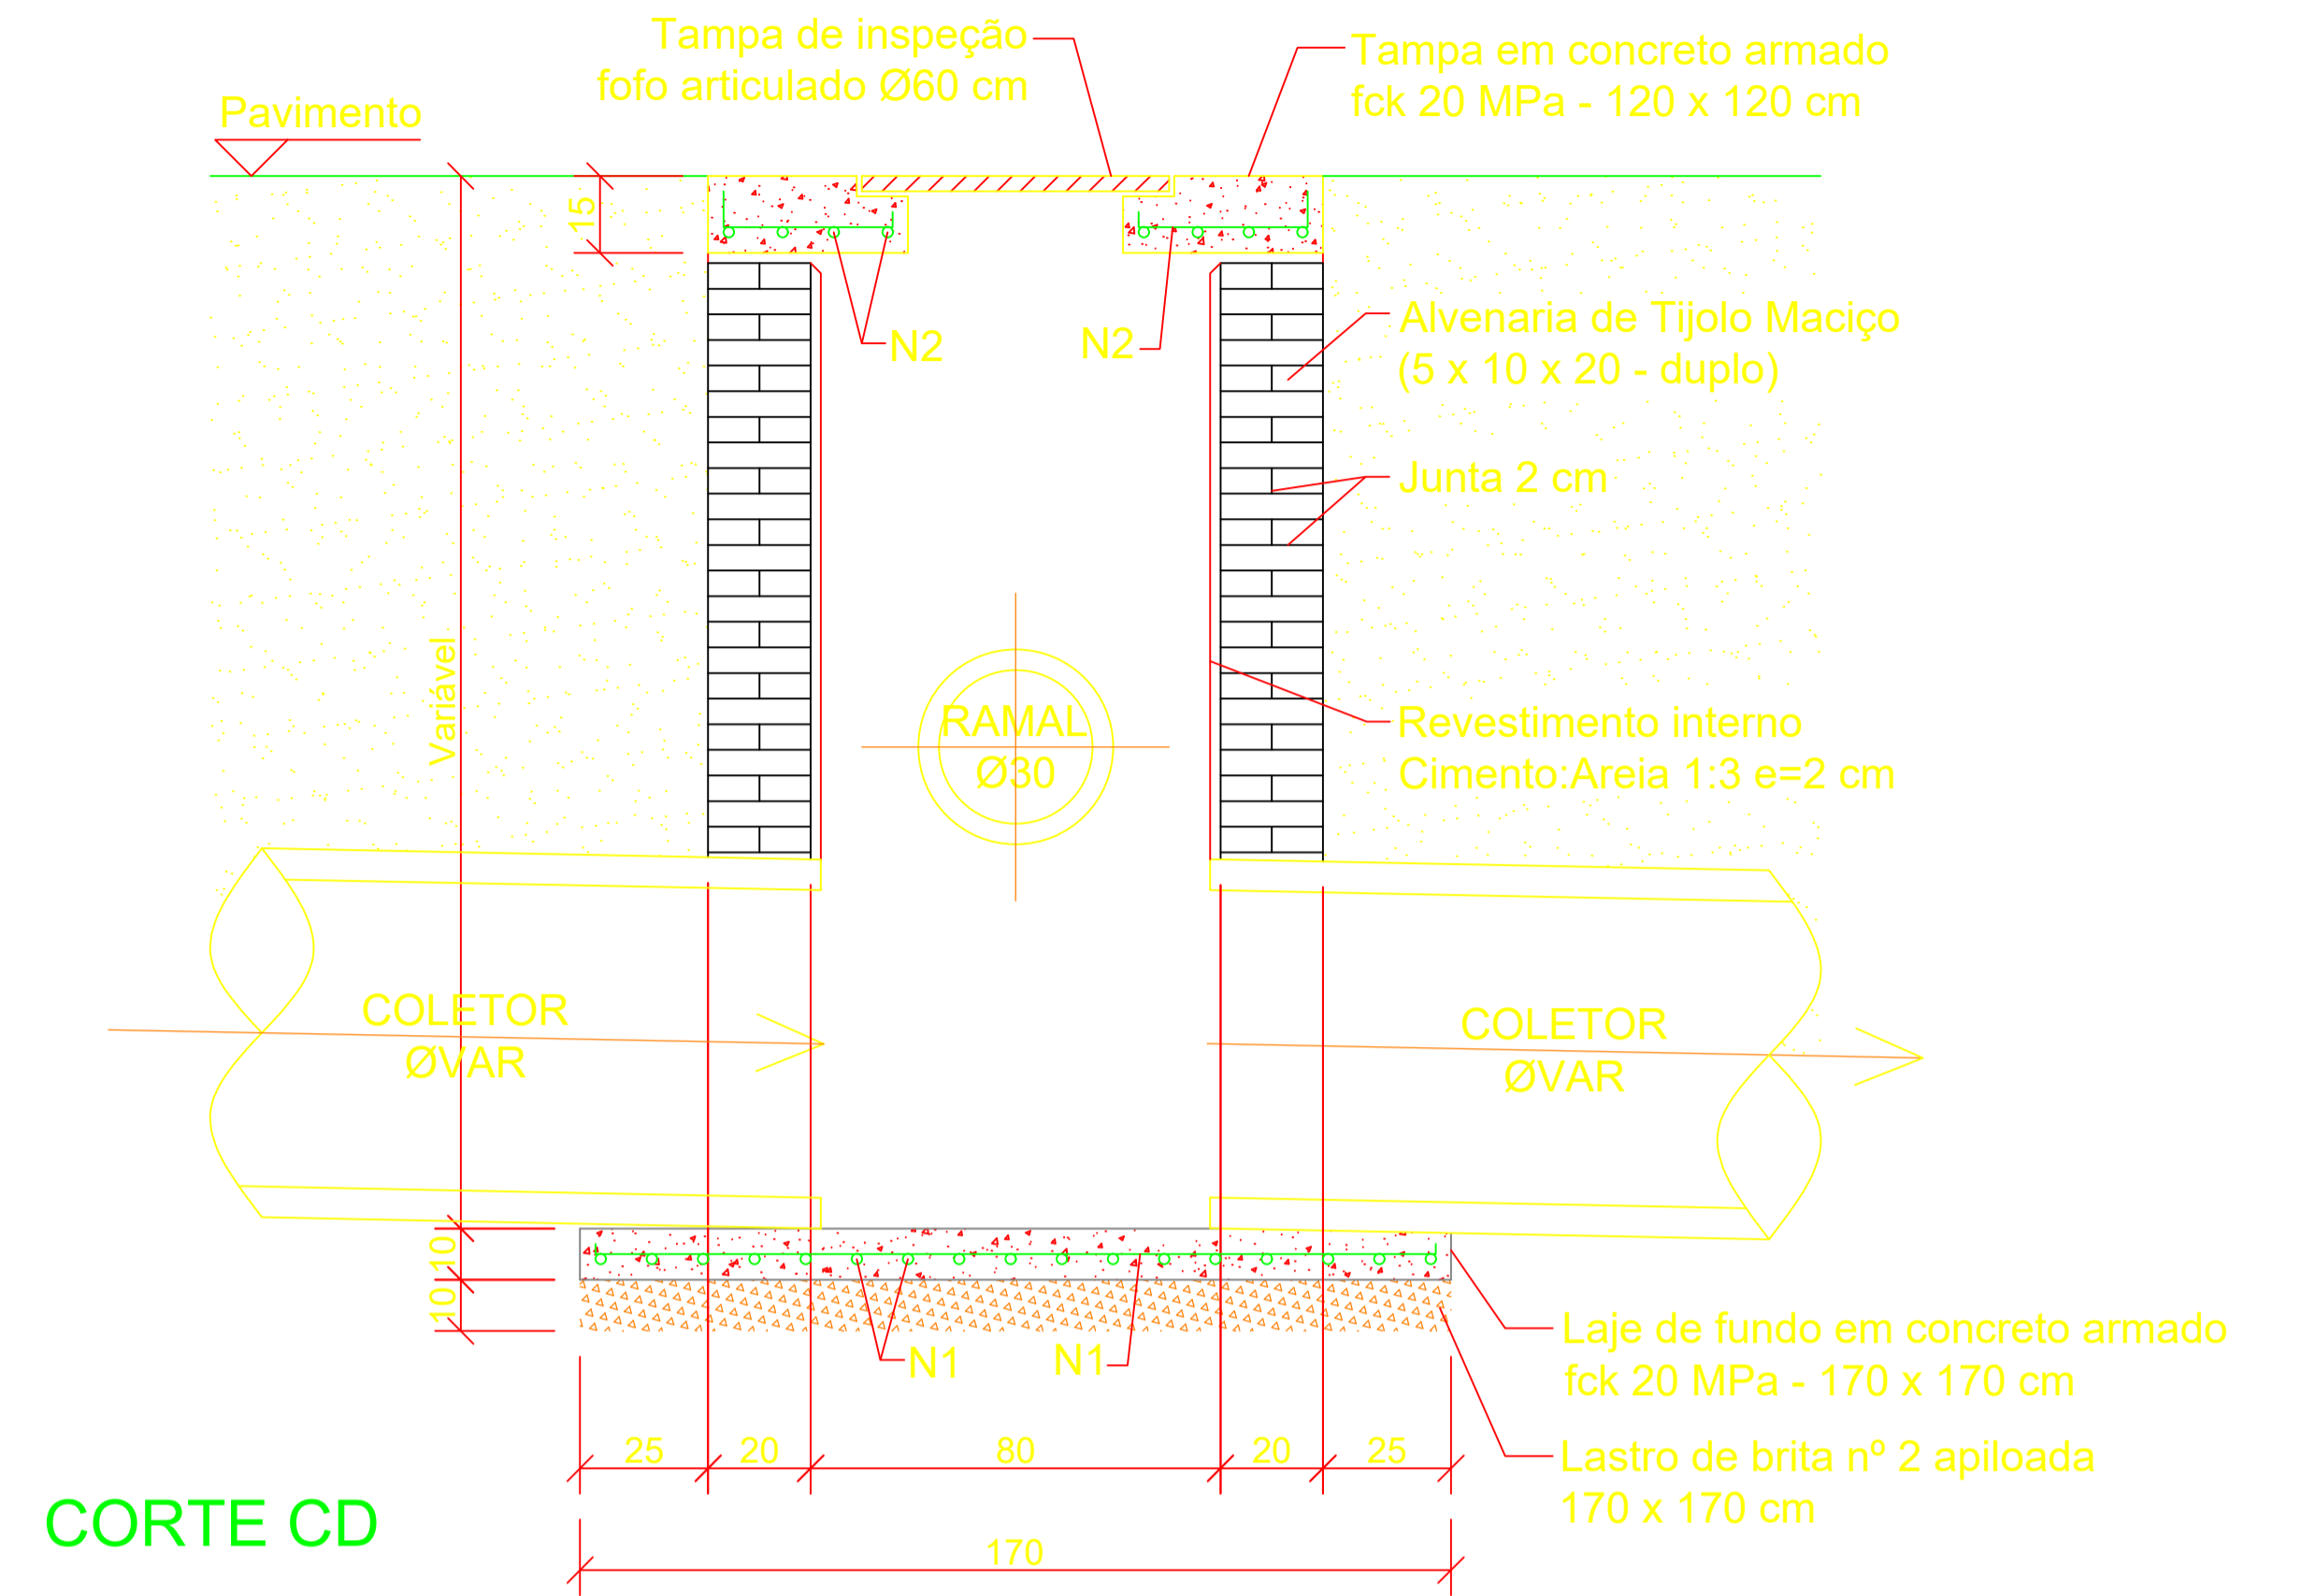 Tampa de inspeção
fofo articulado Ø60 cm
Tampa em concreto armado
fck 20 MPa - 120 x 120 cm
Pavimento
15
N2
N2
Alvenaria de Tijolo Maciço
(5 x 10 x 20 - duplo)
Junta 2 cm
Variável
RAMAL
Ø30
Revestimento interno
Cimento:Areia 1:3 e=2 cm
COLETOR
ØVAR
COLETOR
ØVAR
10
10
N1
N1
Laje de fundo em concreto armado
fck 20 MPa - 170 x 170 cm
Lastro de brita nº 2 apiloada
170 x 170 cm
25
20
80
20
25
CORTE CD
170